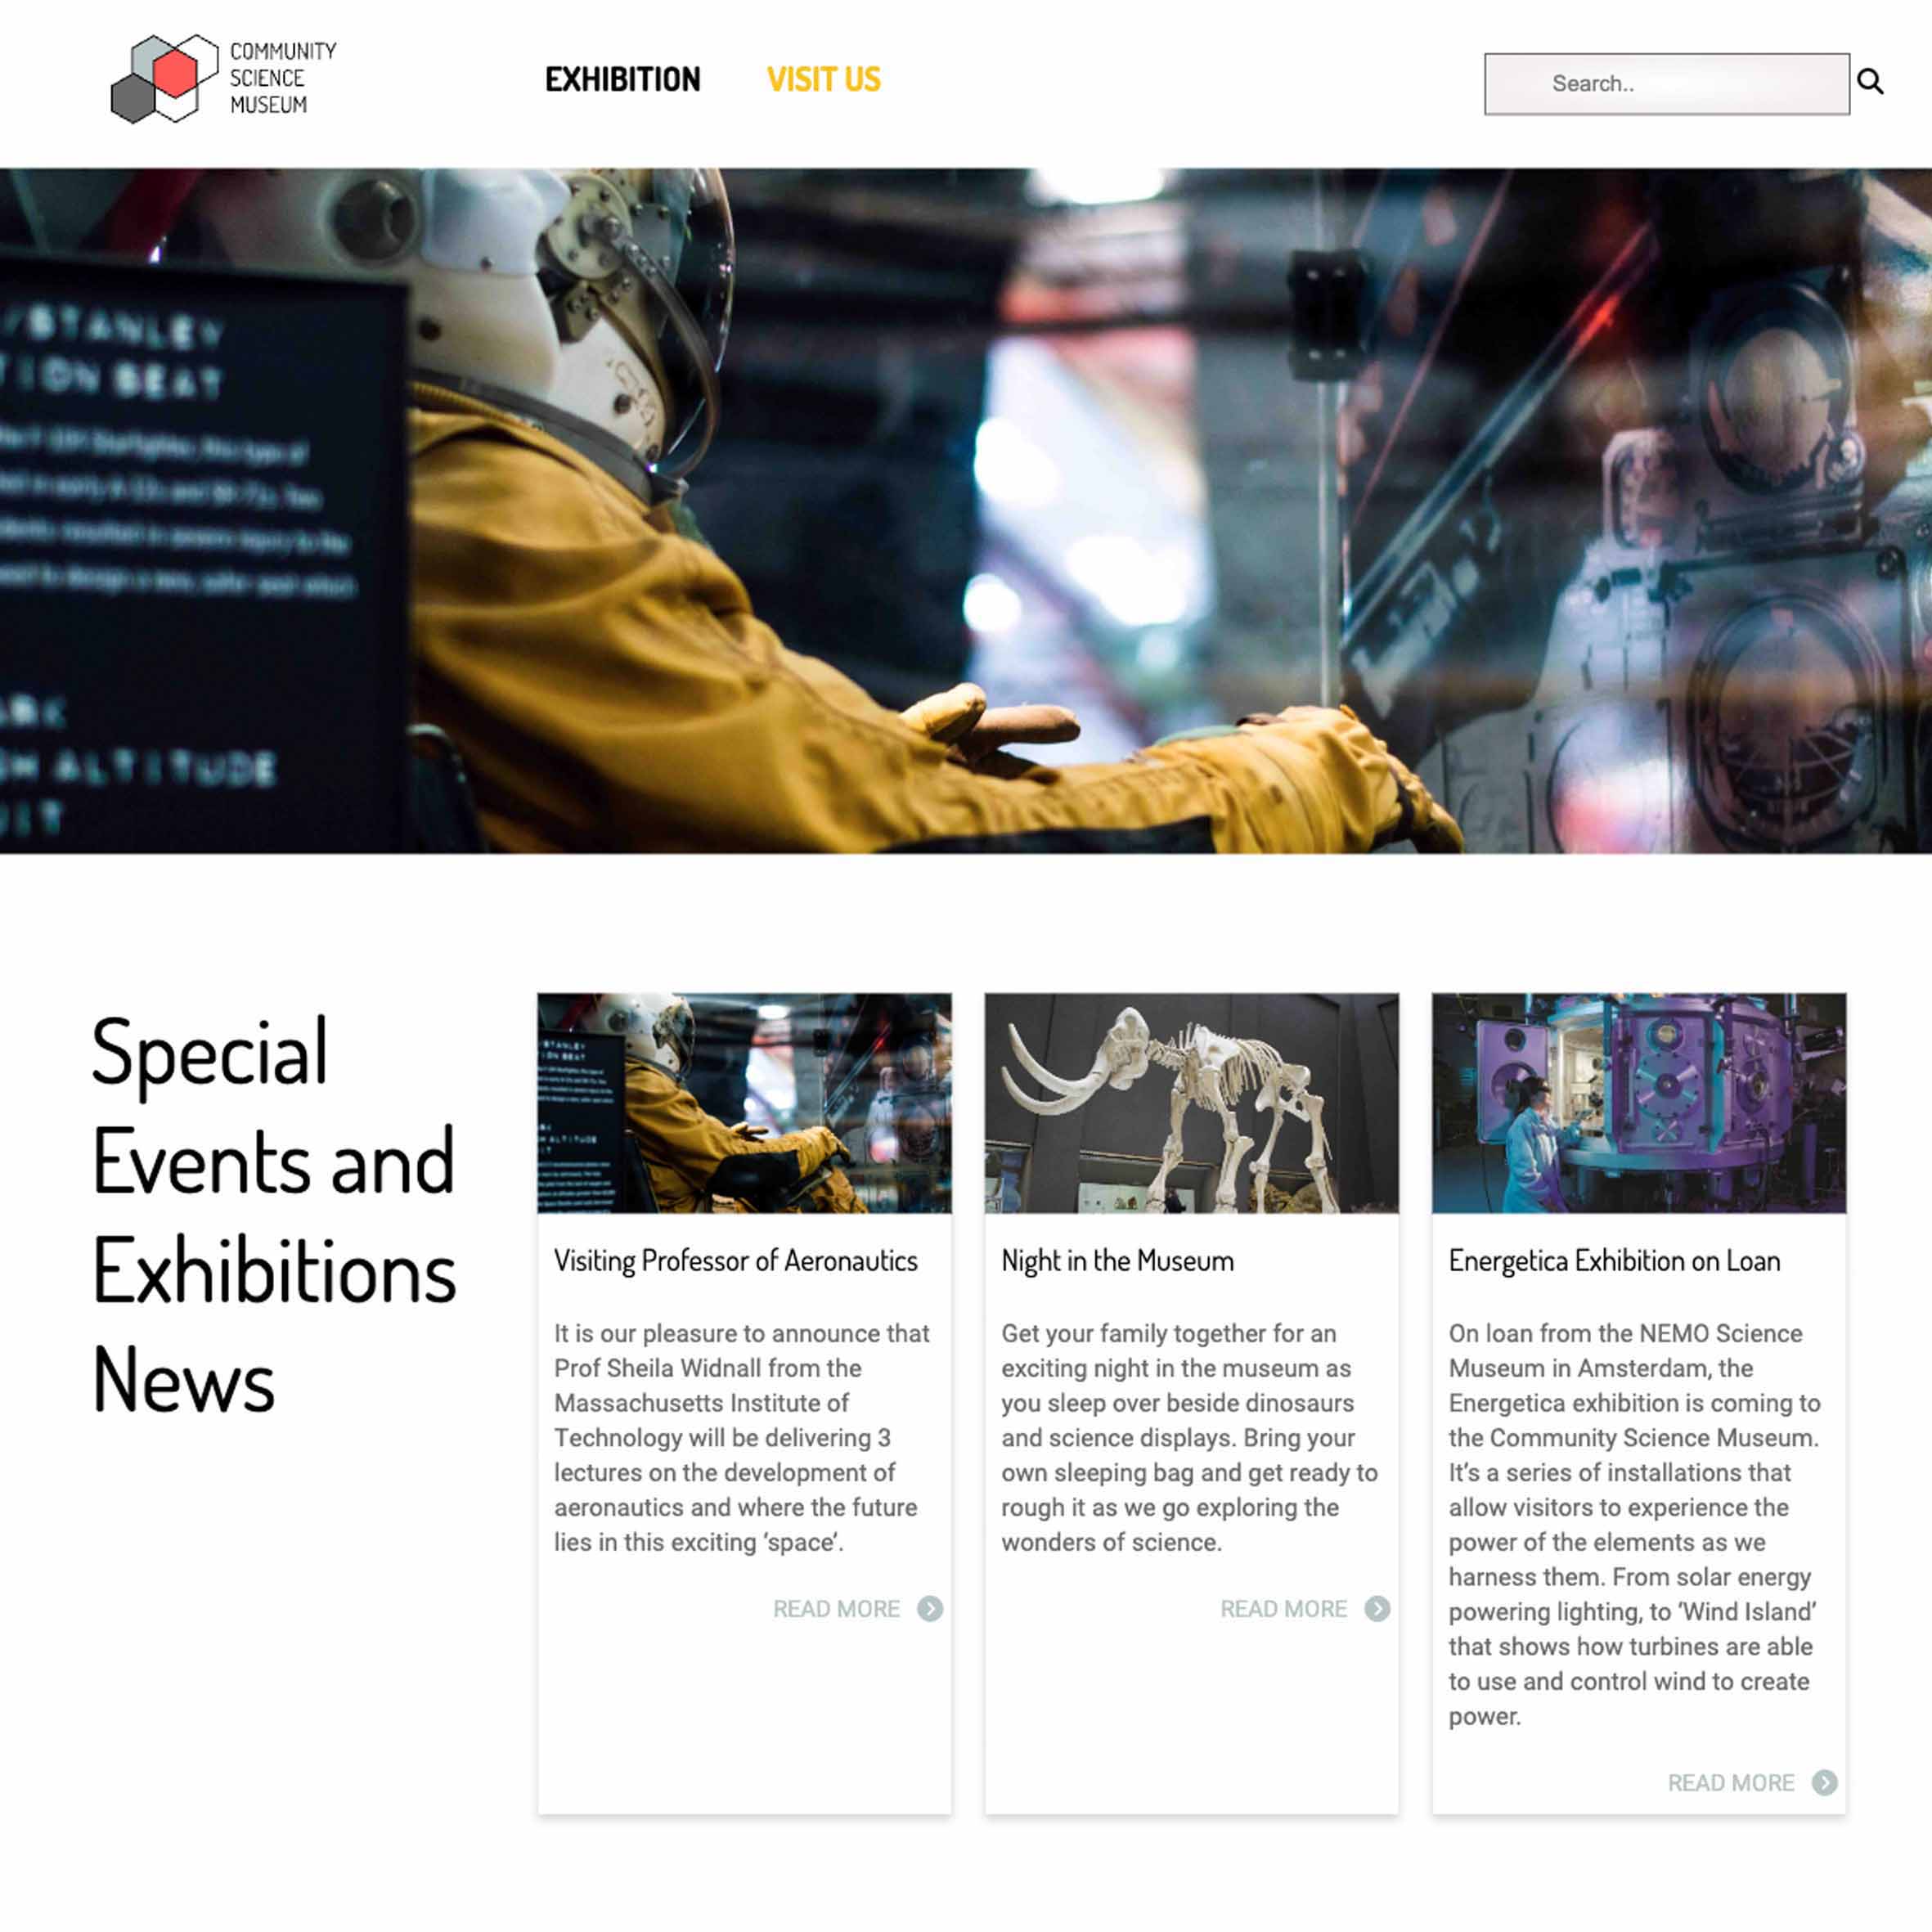 COMMUNITY
SCIENCE
MUSEUM
EXHIBITION
VISIT US
Search..
/STANLEY
TION SEAT
ALTITUDE
Special
Events and
Exhibitions
News
Visiting Professor of Aeronautics
It is our pleasure to announce that
Prof Sheila Widnall from the
Massachusetts Institute of
Technology will be delivering 3
lectures on the development of
aeronautics and where the future
lies in this exciting ‘space’.
READ MORE
Night in the Museum
Get your family together for an
exciting night in the museum as
you sleep over beside dinosaurs
and science displays. Bring your
own sleeping bag and get ready to
rough it as we go exploring the
wonders of science.
READ MORE
Energetica Exhibition on Loan
On loan from the NEMO Science
Museum in Amsterdam, the
Energetica exhibition is coming to
the Community Science Museum.
It’s a series of installations that
allow visitors to experience the
power of the elements as we
harness them. From solar energy
powering lighting, to ‘Wind Island’
that shows how turbines are able
to use and control wind to create
power.
READ MORE